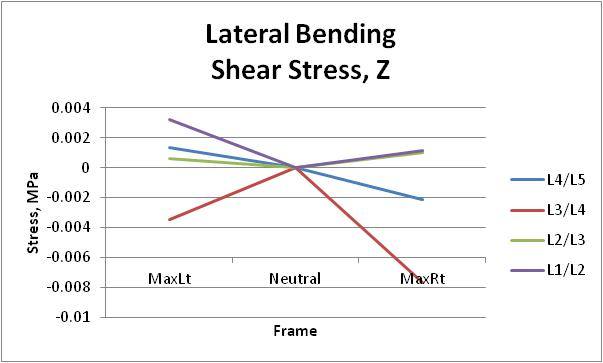 Lateral Bending
Shear Stress, Z
0.004
0.002
0
-0.002
-0.004
-0.006
-0.008
-0.01
Stress, MPa
MaxLt Neutral MaxRt
Frame
L4/L5
L3/L4
L2/L3
L1/L2